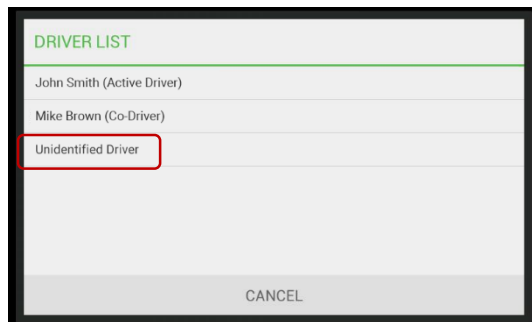 DRIVER LIST
John Smith (Active Driver)
Mike Brown (Co-Driver)
Unidentified Driver
CANCEL